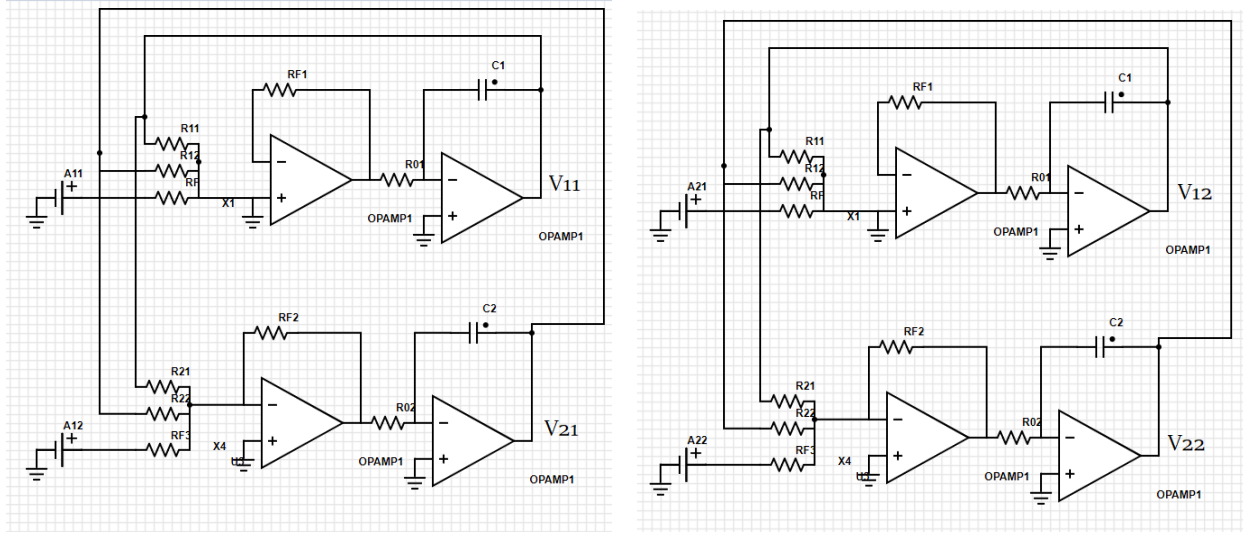 C1
RF1
R11
R12
R01
A11
RF
V11
X1
OPAMP1
OPAMP1
C2
RF2
R21
R22
R02
A12
RF3
V21
X4
U3
OPAMP1
OPAMP1
C1
RF1
R11
R12
R01
A21
RF
V12
X1
OPAMP1
OPAMP1
C2
RF2
R21
R22
R02
A22
RF3
V22
X4
U3
OPAMP1
OPAMP1